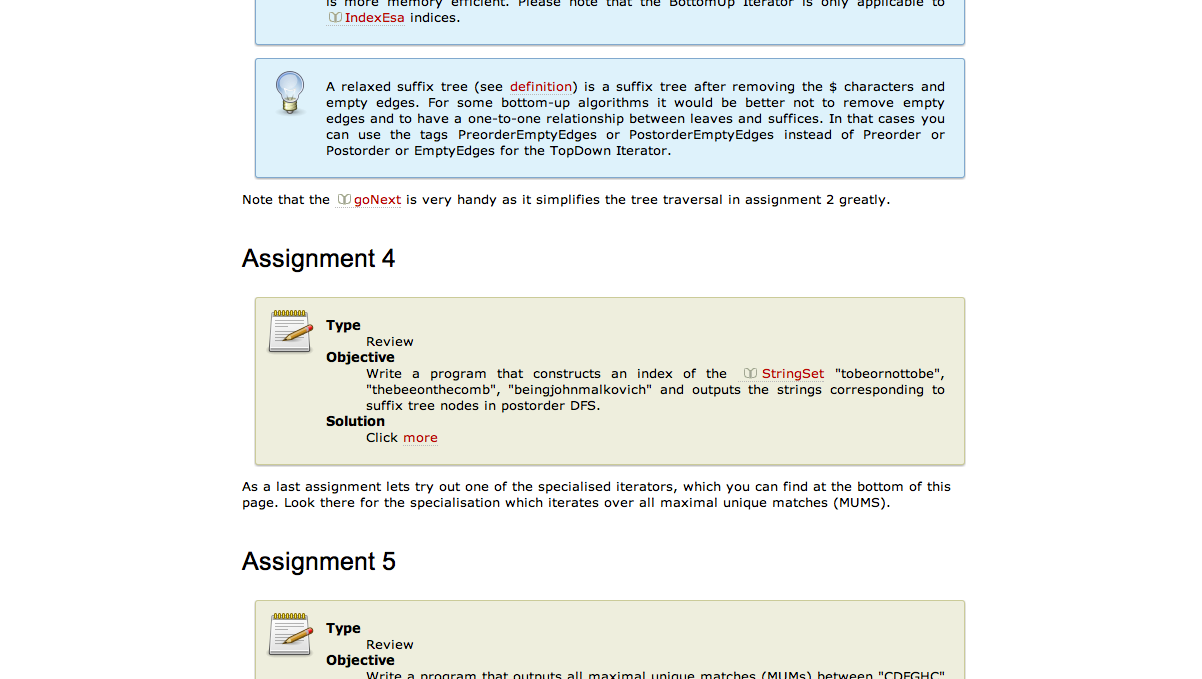 is more memory efficient. Please note that the BottomUp Iterator is only applicable to
IndexEsa indices.
A relaxed suffix tree (see definition) is a suffix tree after removing the $ characters and
empty edges. For some bottom-up algorithms it would be better not to remove empty
edges and to have a one-to-one relationship between leaves and suffices. In that cases you
can use the tags PreorderEmptyEdges or PostorderEmptyEdges instead of Preorder or
Postorder or EmptyEdges for the TopDown Iterator.
Note that the goNext is very handy as it simplifies the tree traversal in assignment 2 greatly.
Assignment 4
Type
Review
Objective
Write a program that constructs an index of the StringSet "tobeornottobe",
"thebeeonthecomb", "beingjohnmalkovich" and outputs the strings corresponding to
suffix tree nodes in postorder DFS.
Solution
Click more
As a last assignment lets try out one of the specialised iterators, which you can find at the bottom of this
page. Look there for the specialisation which iterates over all maximal unique matches (MUMS).
Assignment 5
Type
Review
Objective
Write a program that outputs all maximal unique matches (MUMs) between "CDFGHC"